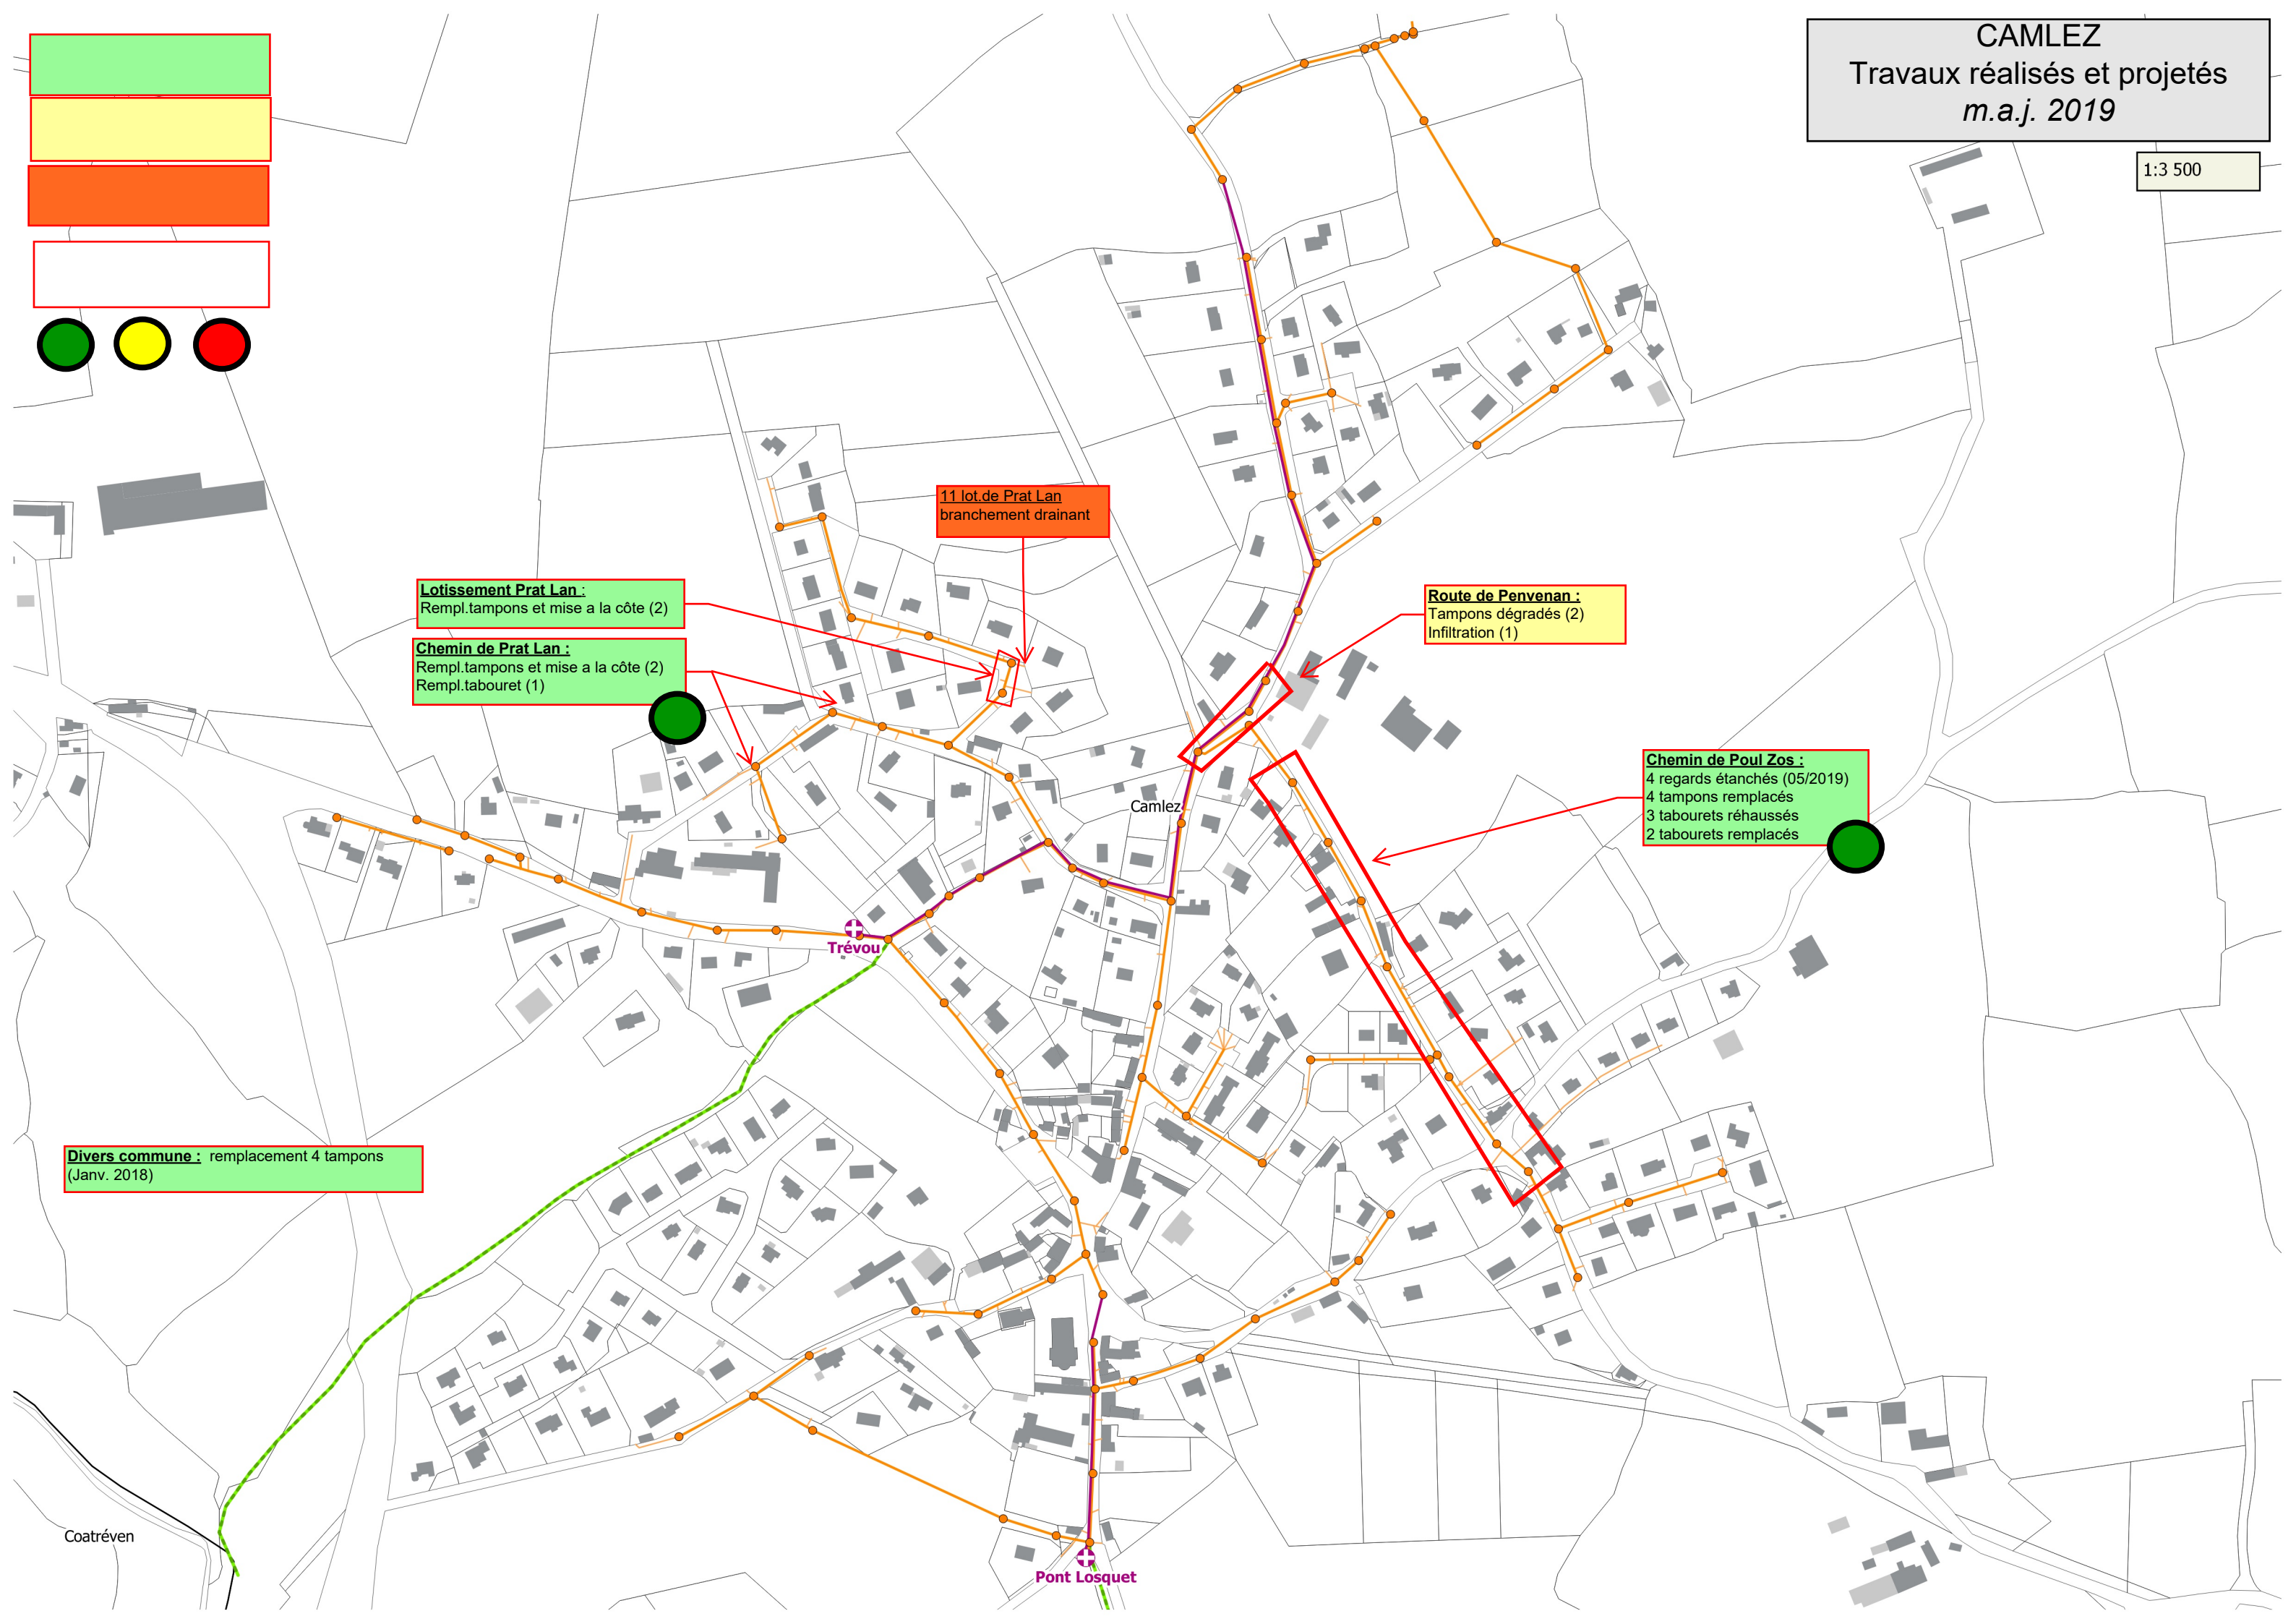 CAMLEZ
Travaux réalisés et projetés
m.a.j. 2019
1:3 500
11 lot.de Prat Lan
branchement drainant
Lotissement Prat Lan :
Rempl.tampons et mise a la côte (2)
Chemin de Prat Lan :
Rempl.tampons et mise a la côte (2)
Rempl.tabouret (1)
Route de Penvenan :
Tampons dégradés (2)
Infiltration (1)
Chemin de Poul Zos :
4 regards étanchés (05/2019)
4 tampons remplacés
3 tabourets réhaussés
2 tabourets remplacés
Camlez
Trévou
Divers commune : remplacement 4 tampons
(Janv. 2018)
Coatréven
Pont Losquet